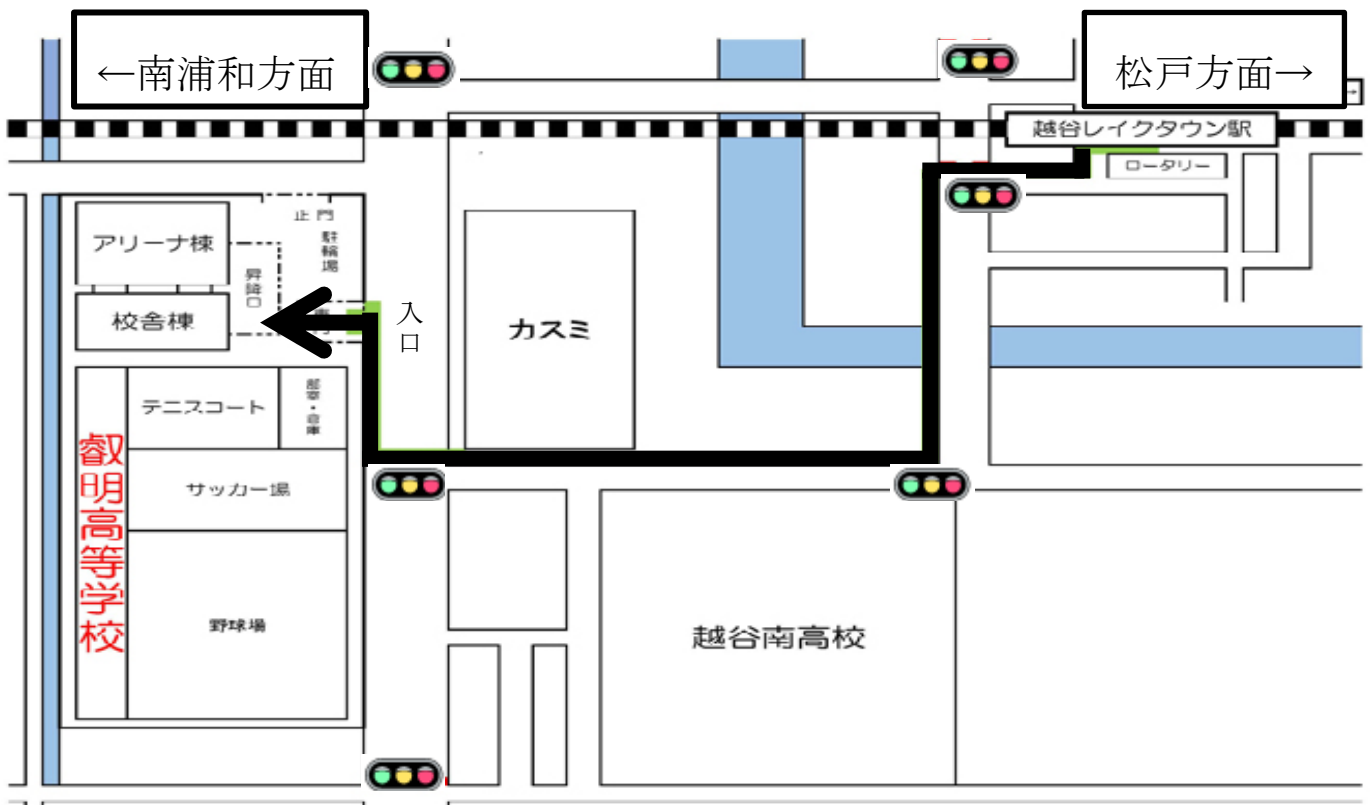 ←南浦和方面
松戸方面→
越谷レイクタウン駅
ロータリー
正門
駐輪場
アリーナ棟
昇降口
校舎棟
入口
カスミ
テニスコート
部室・倉庫
叡明高等学校
サッカー場
野球場
越谷南高校